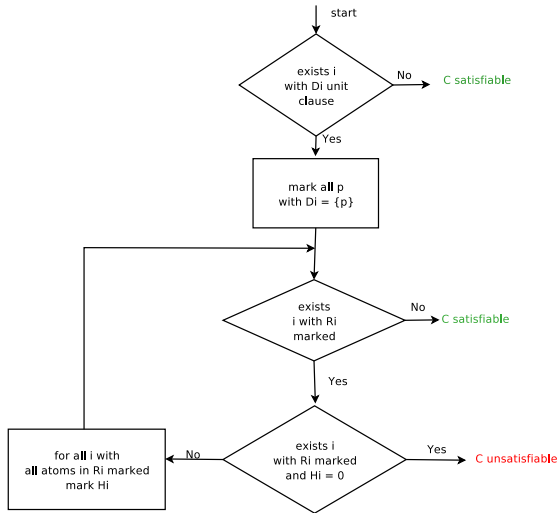 start
exists i
with Di unit
clause
No
C satisfiable
Yes
mark all p
with Di = {p}
exists
i with Ri
marked
No
C satisfiable
Yes
for all i with
all atoms in Ri marked
mark Hi
No
exists i
with Ri marked
and Hi = 0
Yes
C unsatisfiable